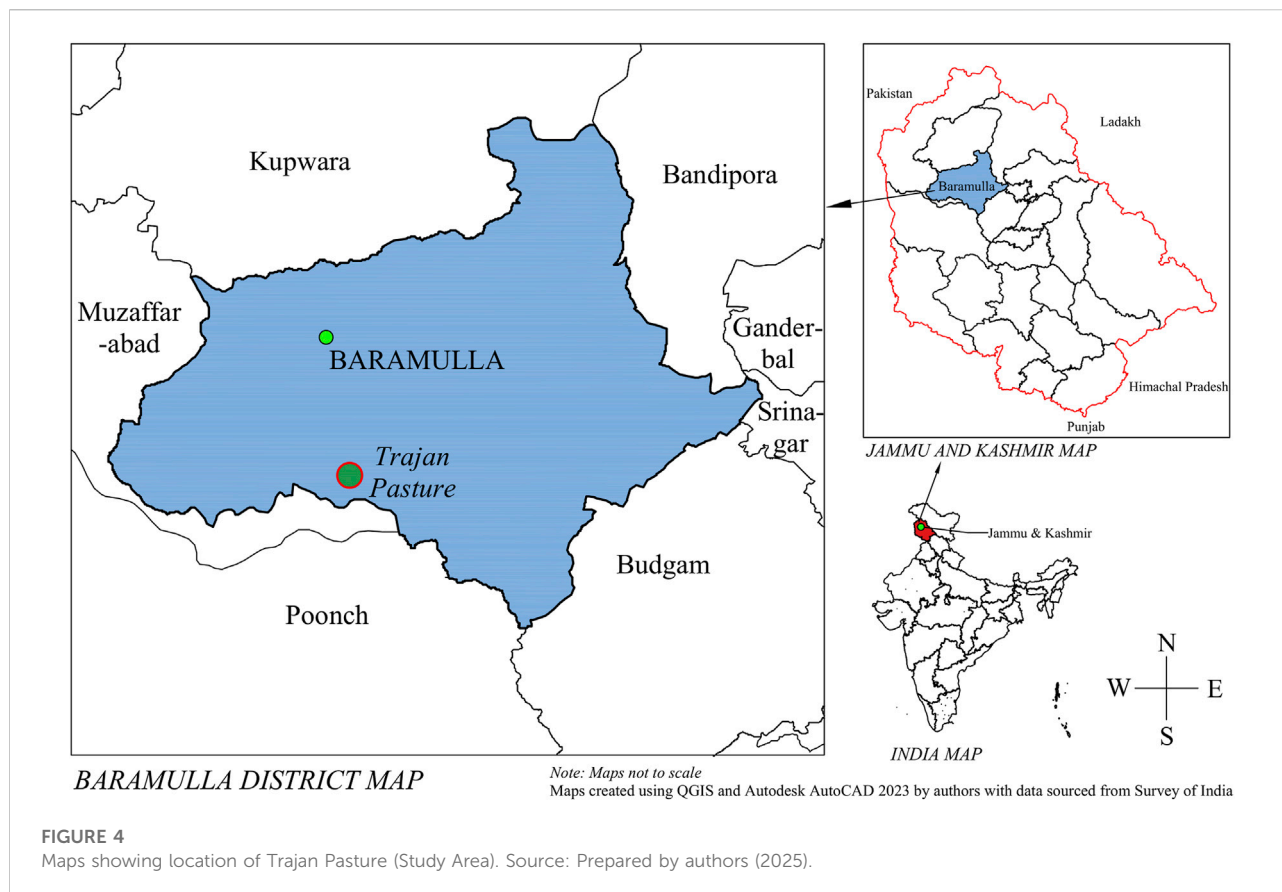 Kupwara
Bandipora
Muzaffar
-abad
Gander-
bal
BARAMULLA
Srina-
gar
Trajan
Pasture
Budgam
Poonch
BARAMULLA DISTRICT MAP
Pakistan
Ladakh
Baramulla
Himachal Pradesh
Punjab
JAMMU AND KASHMIR MAP
Jammu & Kashmir
N
W E
S
INDIA MAP
Note: Maps not to scale
Maps created using QGIS and Autodesk AutoCAD 2023 by authors with data sourced from Survey of India
FIGURE 4
Maps showing location of Trajan Pasture (Study Area). Source: Prepared by authors (2025).